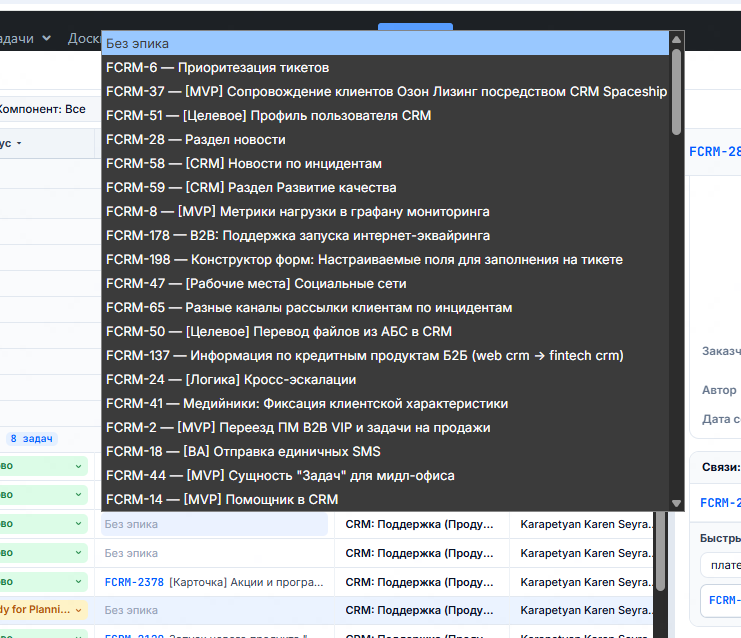 адачи Доск
Без эпика
FCRM-6 — Приоритезация тикетов
FCRM-37 — [MVP] Сопровождение клиентов Озон Лизинг посредством CRM Spaceship
Компонент: Все
FCRM-51 — [Целевое] Профиль пользователя CRM
ус
FCRM-28 — Раздел новости
FCRM-28
FCRM-58 — [CRM] Новости по инцидентам
FCRM-59 — [CRM] Раздел Развитие качества
FCRM-8 — [MVP] Метрики нагрузки в графану мониторинга
FCRM-178 — B2B: Поддержка запуска интернет-эквайринга
FCRM-198 — Конструктор форм: Настраиваемые поля для заполнения на тикете
FCRM-47 — [Рабочие места] Социальные сети
FCRM-65 — Разные каналы рассылки клиентам по инцидентам
FCRM-50 — [Целевое] Перевод файлов из АБС в CRM
FCRM-137 — Информация по кредитным продуктам Б2Б (web crm → fintech crm)
Заказч
FCRM-24 — [Логика] Кросс-эскалации
Автор
FCRM-41 — Медийники: Фиксация клиентской характеристики
Дата с
FCRM-2 — [MVP] Переезд ПМ B2B VIP и задачи на продажи
8 задач
FCRM-18 — [BA] Отправка единичных SMS
ово
Связи:
FCRM-44 — [MVP] Сущность "Задач" для мидл-офиса
ово
FCRM-14 — [MVP] Помощник в CRM
FCRM-2
ово Без эпика CRM: Поддержка (Проду... Karapetyan Karen Seyra...
Быстры
ово Без эпика CRM: Поддержка (Проду... Karapetyan Karen Seyra...
плате
ово FCRM-2378 [Карточка] Акции и програ... CRM: Поддержка (Проду... Karapetyan Karen Seyra...
FCRM-
dy for Planni... Без эпика CRM: Поддержка (Проду... Karapetyan Karen Seyra...